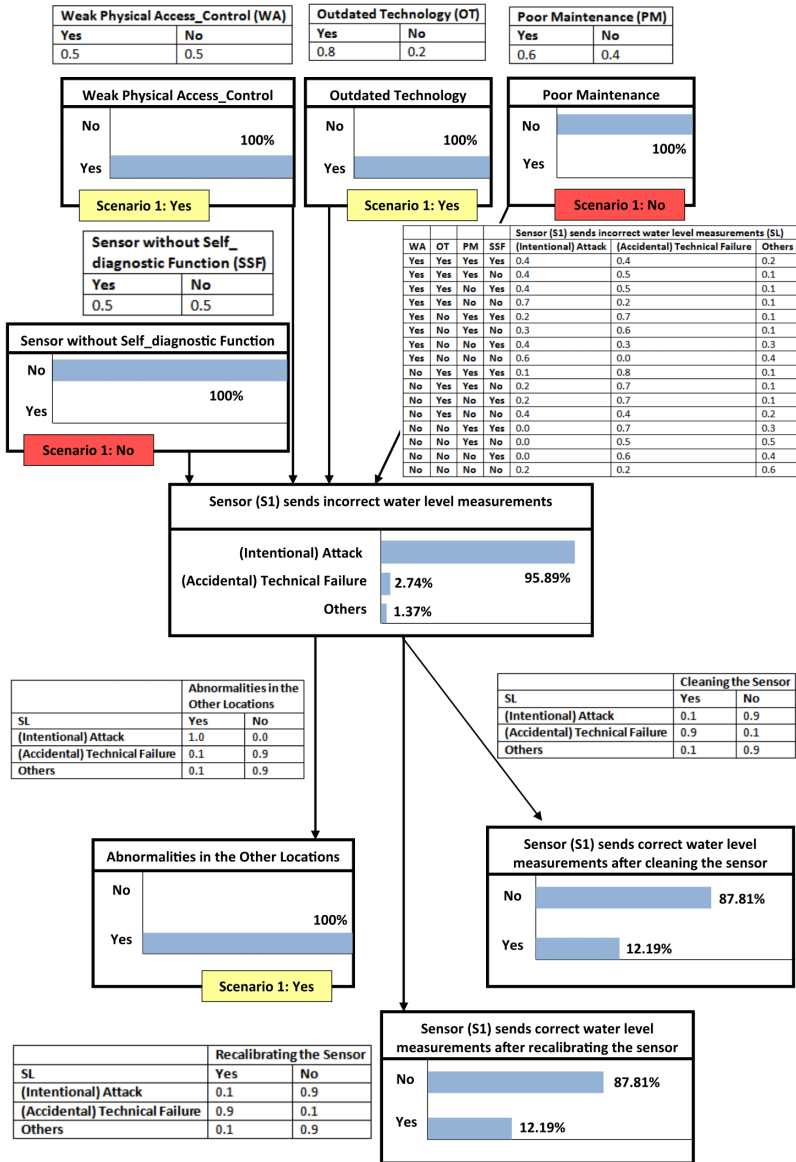 Weak Physical Access_Control (WA)
Yes No
0.5 0.5
Outdated Technology (OT)
Yes No
0.8 0.2
Poor Maintenance (PM)
Yes No
0.6 0.4
Weak Physical Access_Control
No
100%
Yes
Scenario 1: Yes
Outdated Technology
No
100%
Yes
Scenario 1: Yes
Poor Maintenance
No
100%
Yes
Scenario 1: No
Sensor without Self_
diagnostic Function (SSF)
Yes No
0.5 0.5
Sensor without Self_diagnostic Function
No
100%
Yes
Scenario 1: No
Sensor (S1) sends incorrect water level measurements (SL)
WA OT PM SSF (Intentional) Attack (Accidental) Technical Failure Others
Yes Yes Yes Yes 0.4 0.4 0.2
Yes Yes Yes No 0.4 0.5 0.1
Yes Yes No Yes 0.4 0.5 0.1
Yes Yes No No 0.7 0.2 0.1
Yes No Yes Yes 0.2 0.7 0.1
Yes No Yes No 0.3 0.6 0.1
Yes No No Yes 0.4 0.3 0.3
Yes No No No 0.6 0.0 0.4
No Yes Yes Yes 0.1 0.8 0.1
No Yes Yes No 0.2 0.7 0.1
No Yes No Yes 0.2 0.7 0.1
No Yes No No 0.4 0.4 0.2
No No Yes Yes 0.0 0.7 0.3
No No Yes No 0.0 0.5 0.5
No No No Yes 0.0 0.6 0.4
No No No No 0.2 0.2 0.6
Sensor (S1) sends incorrect water level measurements
(Intentional) Attack
95.89%
(Accidental) Technical Failure 2.74%
Others 1.37%
Abnormalities in the
Other Locations
SL Yes No
(Intentional) Attack 1.0 0.0
(Accidental) Technical Failure 0.1 0.9
Others 0.1 0.9
Cleaning the Sensor
SL Yes No
(Intentional) Attack 0.1 0.9
(Accidental) Technical Failure 0.9 0.1
Others 0.1 0.9
Abnormalities in the Other Locations
No
100%
Yes
Scenario 1: Yes
Sensor (S1) sends correct water level
measurements after cleaning the sensor
No 87.81%
Yes 12.19%
Sensor (S1) sends correct water level
measurements after recalibrating the sensor
No 87.81%
Yes 12.19%
Recalibrating the Sensor
SL Yes No
(Intentional) Attack 0.1 0.9
(Accidental) Technical Failure 0.9 0.1
Others 0.1 0.9